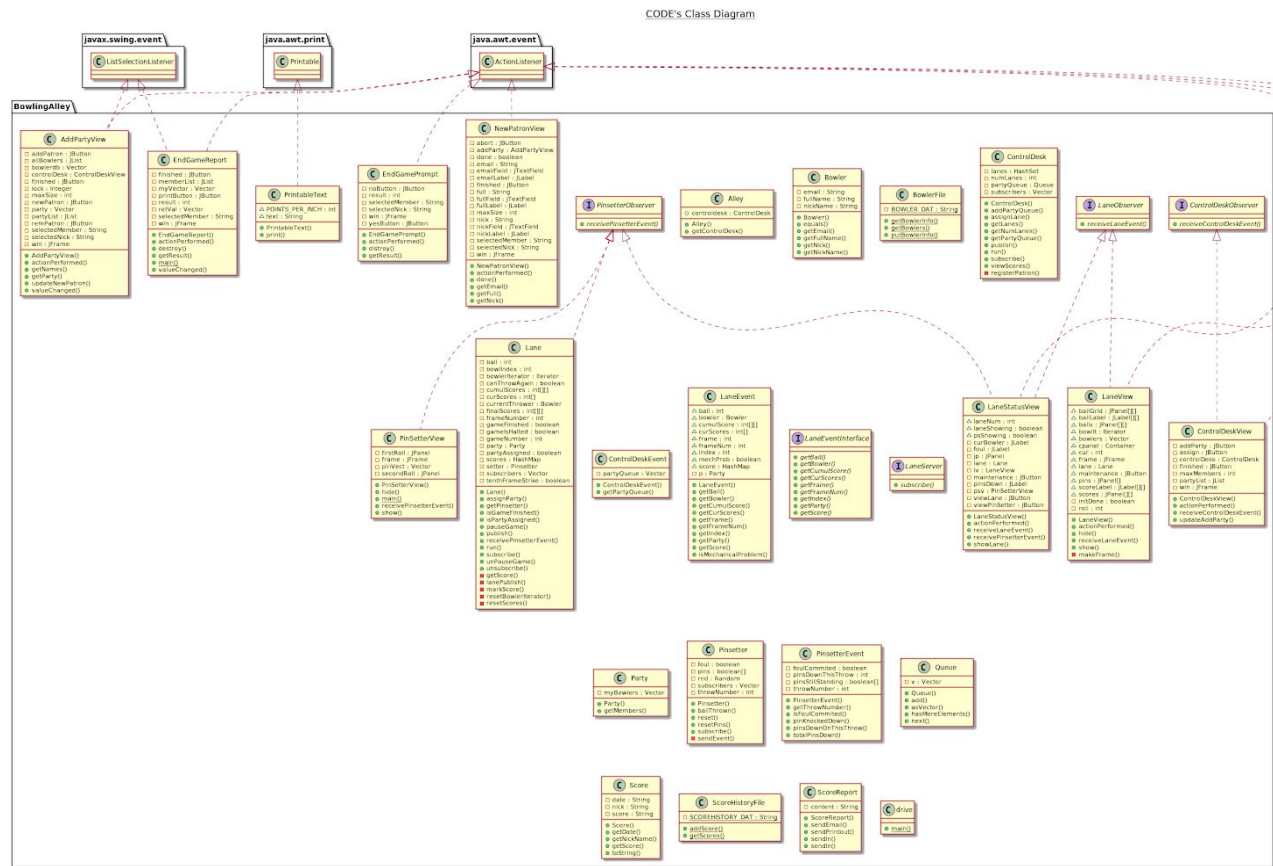 CODE's Class Diagram
javax.swing.event
ListSelectionListener
java.awt.print
Printable
java.awt.event
ActionListener
BowlingAlley
AddPartyView
addPatron : JButton
allBowlers : JList
bowlerdb : Vector
controlDesk : ControlDeskView
finished : JButton
lock : Integer
maxSize : int
newPatron : JButton
party : Vector
partyList : JList
remPatron : JButton
selectedMember : String
selectedNick : String
win : JFrame
AddPartyView()
actionPerformed()
getNames()
getParty()
updateNewPatron()
valueChanged()
EndGameReport
finished : JButton
memberList : JList
myVector : Vector
printButton : JButton
result : int
retVal : Vector
selectedMember : String
win : JFrame
EndGameReport()
actionPerformed()
destroy()
getResult()
main()
valueChanged()
PrintableText
POINTS_PER_INCH : int
text : String
PrintableText()
print()
EndGamePrompt
noButton : JButton
result : int
selectedMember : String
selectedNick : String
win : JFrame
yesButton : JButton
EndGamePrompt()
actionPerformed()
distroy()
getResult()
NewPatronView
abort : JButton
addParty : AddPartyView
done : boolean
email : String
emailField : JTextField
emailLabel : JLabel
finished : JButton
full : String
fullField : JTextField
fullLabel : JLabel
maxSize : int
nick : String
nickField : JTextField
nickLabel : JLabel
selectedMember : String
selectedNick : String
win : JFrame
NewPatronView()
actionPerformed()
done()
getEmail()
getFull()
getNick()
PinsetterObserver
receivePinsetterEvent()
Alley
controldesk : ControlDesk
Alley()
getControlDesk()
Bowler
email : String
fullName : String
nickName : String
Bowler()
equals()
getEmail()
getFullName()
getNick()
getNickName()
BowlerFile
BOWLER_DAT : String
getBowlerInfo()
getBowlers()
putBowlerInfo()
ControlDesk
lanes : HashSet
numLanes : int
partyQueue : Queue
subscribers : Vector
ControlDesk()
addPartyQueue()
assignLane()
getLanes()
getNumLanes()
getPartyQueue()
publish()
run()
subscribe()
viewScores()
registerPatron()
LaneObserver
receiveLaneEvent()
ControlDeskObserver
receiveControlDeskEvent()
PinSetterView
firstRoll : JPanel
frame : JFrame
pinVect : Vector
secondRoll : JPanel
PinSetterView()
hide()
main()
receivePinsetterEvent()
show()
Lane
ball : int
bowlIndex : int
bowlerIterator : Iterator
canThrowAgain : boolean
cumulScores : int[][]
curScores : int[]
currentThrower : Bowler
finalScores : int[][]
frameNumber : int
gameFinished : boolean
gameIsHalted : boolean
gameNumber : int
party : Party
partyAssigned : boolean
scores : HashMap
setter : Pinsetter
subscribers : Vector
tenthFrameStrike : boolean
Lane()
assignParty()
getPinsetter()
isGameFinished()
isPartyAssigned()
pauseGame()
publish()
receivePinsetterEvent()
run()
subscribe()
unPauseGame()
unsubscribe()
getScore()
lanePublish()
markScore()
resetBowlerIterator()
resetScores()
ControlDeskEvent
partyQueue : Vector
ControlDeskEvent()
getPartyQueue()
LaneEvent
ball : int
bowler : Bowler
cumulScore : int[][]
curScores : int[]
frame : int
frameNum : int
index : int
mechProb : boolean
score : HashMap
p : Party
LaneEvent()
getBall()
getBowler()
getCumulScore()
getCurScores()
getFrame()
getFrameNum()
getIndex()
getParty()
getScore()
isMechanicalProblem()
LaneEventInterface
getBall()
getBowler()
getCumulScore()
getCurScores()
getFrame()
getFrameNum()
getIndex()
getParty()
getScore()
LaneServer
subscribe()
LaneStatusView
laneNum : int
laneShowing : boolean
psShowing : boolean
curBowler : JLabel
foul : JLabel
jp : JPanel
lane : Lane
lv : LaneView
maintenance : JButton
pinsDown : JLabel
psv : PinSetterView
viewLane : JButton
viewPinSetter : JButton
LaneStatusView()
actionPerformed()
receiveLaneEvent()
receivePinsetterEvent()
showLane()
LaneView
ballGrid : JPanel[][]
ballLabel : JLabel[][]
balls : JPanel[][]
bowlIt : Iterator
bowlers : Vector
cpanel : Container
cur : int
frame : JFrame
lane : Lane
maintenance : JButton
pins : JPanel[]
scoreLabel : JLabel[][]
scores : JPanel[][]
initDone : boolean
roll : int
LaneView()
actionPerformed()
hide()
receiveLaneEvent()
show()
makeFrame()
ControlDeskView
addParty : JButton
assign : JButton
controlDesk : ControlDesk
finished : JButton
maxMembers : int
partyList : JList
win : JFrame
ControlDeskView()
actionPerformed()
receiveControlDeskEvent()
updateAddParty()
Party
myBowlers : Vector
Party()
getMembers()
Pinsetter
foul : boolean
pins : boolean[]
rnd : Random
subscribers : Vector
throwNumber : int
Pinsetter()
ballThrown()
reset()
resetPins()
subscribe()
sendEvent()
PinsetterEvent
foulCommited : boolean
pinsDownThisThrow : int
pinsStillStanding : boolean[]
throwNumber : int
PinsetterEvent()
getThrowNumber()
isFoulCommited()
pinKnockedDown()
pinsDownOnThisThrow()
totalPinsDown()
Queue
v : Vector
Queue()
add()
asVector()
hasMoreElements()
next()
Score
date : String
nick : String
score : String
Score()
getDate()
getNickName()
getScore()
toString()
ScoreHistoryFile
SCOREHISTORY_DAT : String
addScore()
getScores()
ScoreReport
content : String
ScoreReport()
sendEmail()
sendPrintout()
sendln()
sendln()
drive
main()